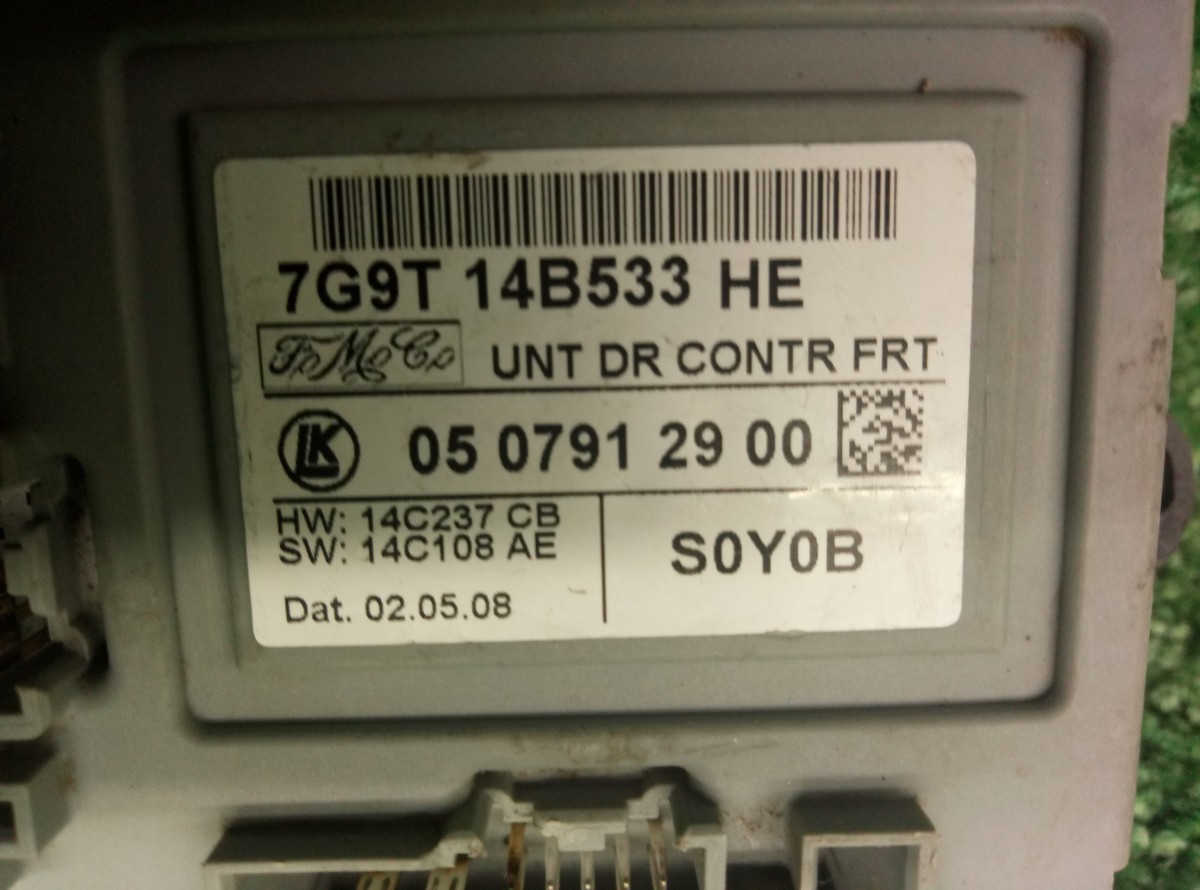 7G9T 14B533 HE
FoMoCo UNT DR CONTR FRT
LK 05 0791 29 00
HW: 14C237 CB
SW: 14C108 AE
S0Y0B
Dat. 02.05.08